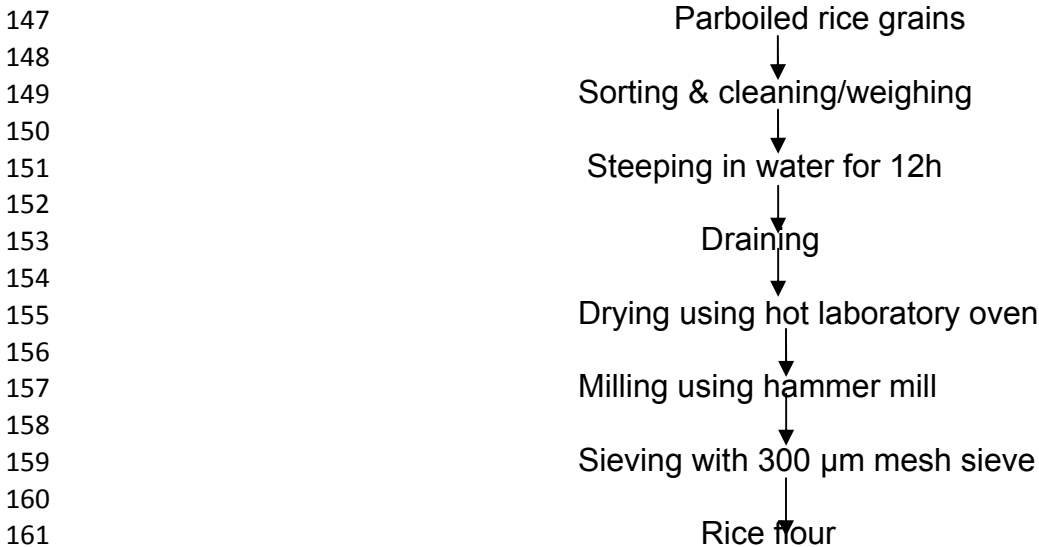 147 Parboiled rice grains
148
149 Sorting & cleaning/weighing
150
151 Steeping in water for 12h
152
153 Draining
154
155 Drying using hot laboratory oven
156
157 Milling using hammer mill
158
159 Sieving with 300 µm mesh sieve
160
161 Rice flour